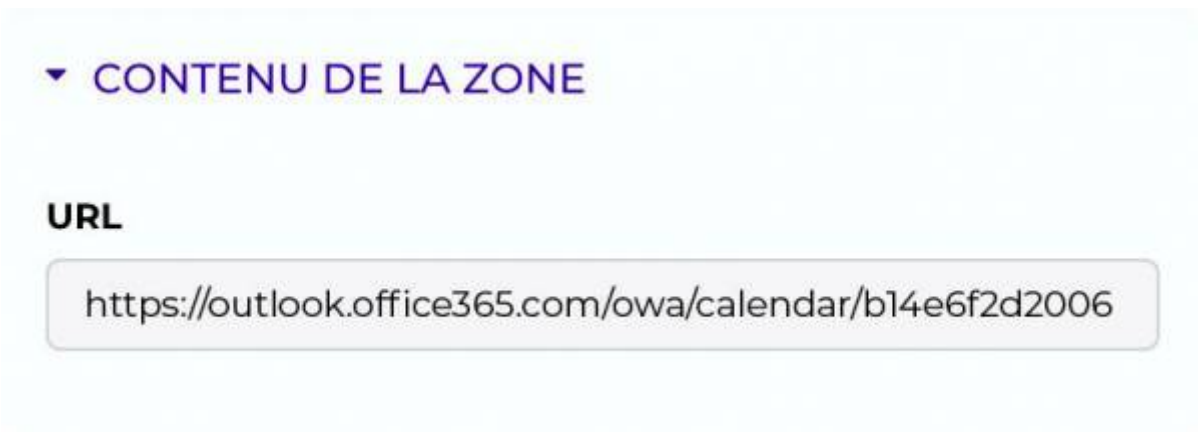 CONTENU DE LA ZONE
URL
https://outlook.office365.com/owa/calendar/b14e6f2d2006